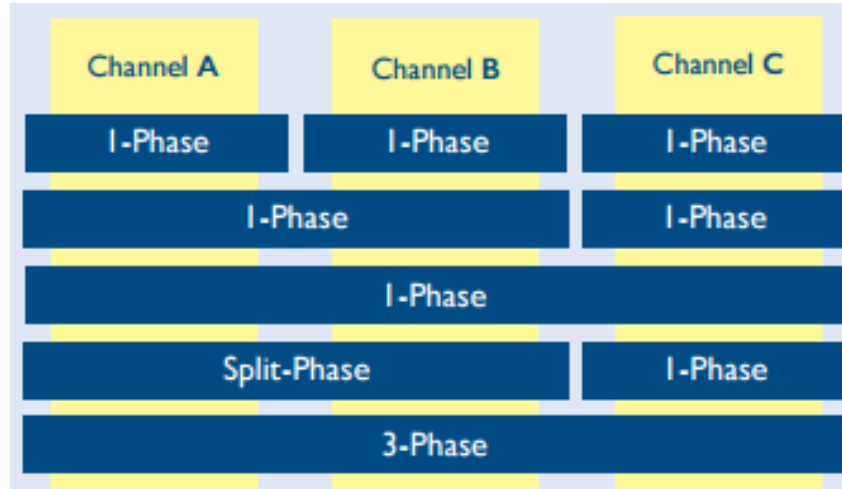 Channel A Channel B Channel C
1-Phase 1-Phase 1-Phase
1-Phase 1-Phase
1-Phase
Split-Phase 1-Phase
3-Phase